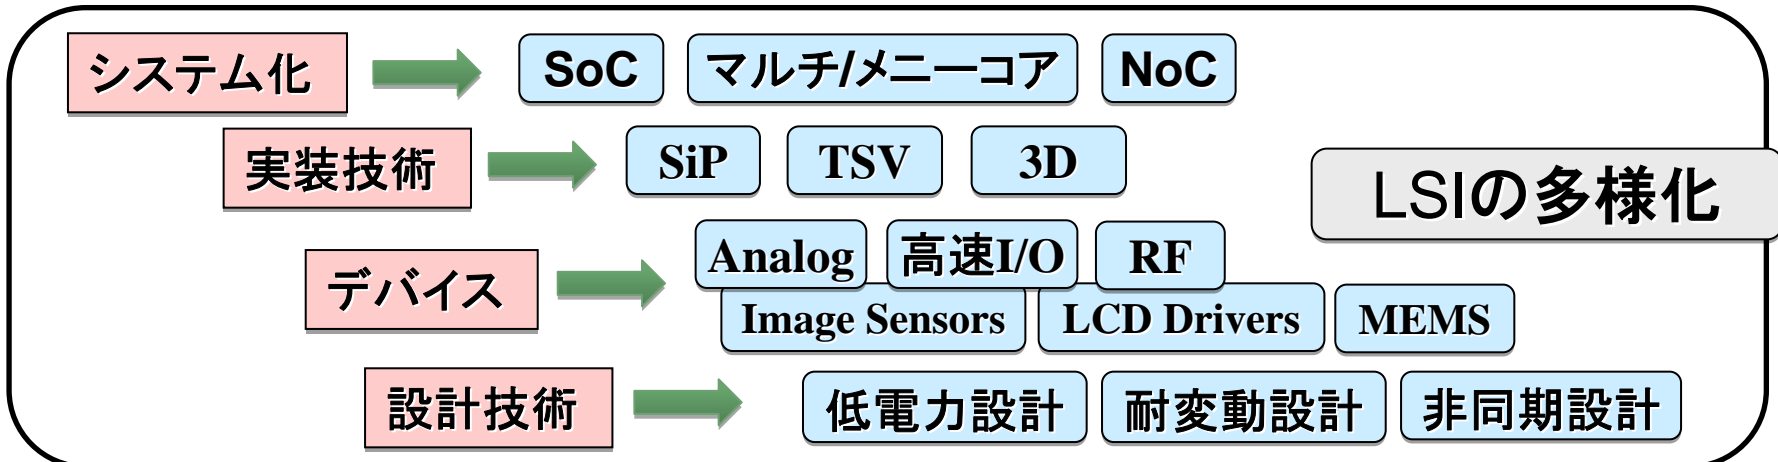 システム化 SoC マルチ/メニーコア NoC
実装技術 SiP TSV 3D
LSIの多様化
デバイス Analog 高速I/O RF
Image Sensors LCD Drivers MEMS
設計技術 低電力設計 耐変動設計 非同期設計